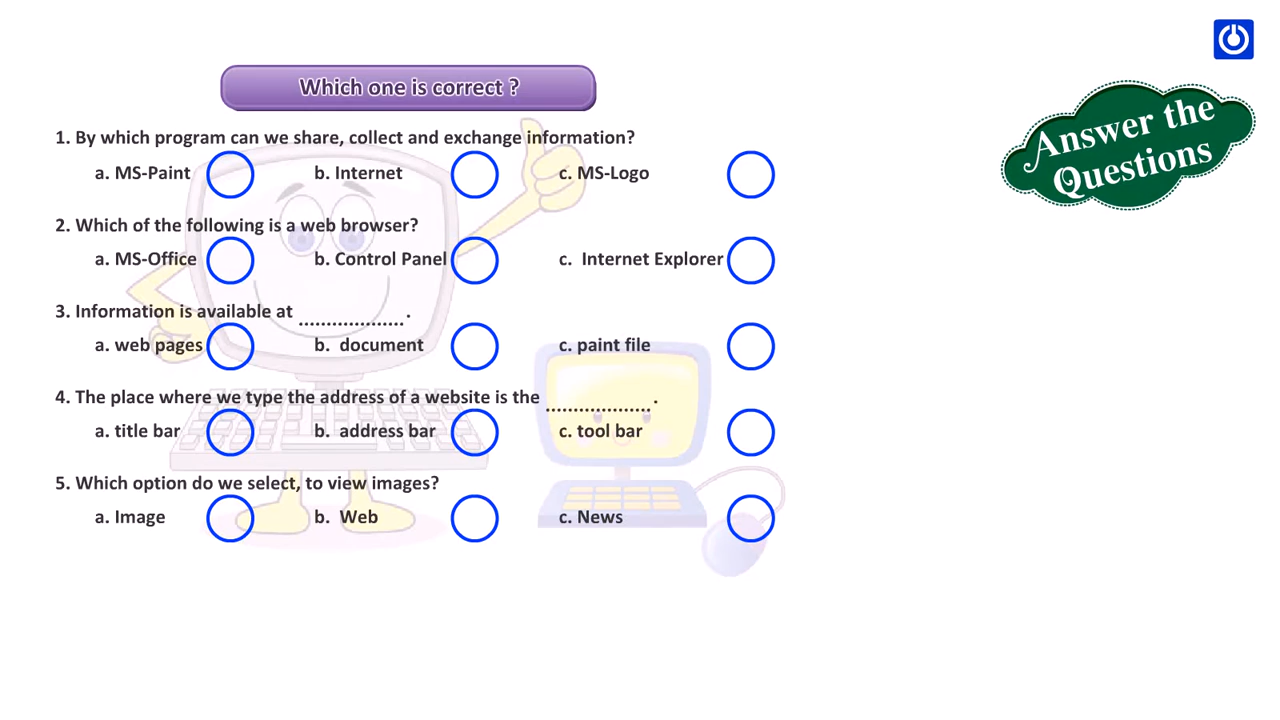 Which one is correct ?
Answer the
Questions
1. By which program can we share, collect and exchange information?
a. MS-Paint b. Internet c. MS-Logo
2. Which of the following is a web browser?
a. MS-Office b. Control Panel c. Internet Explorer
3. Information is available at ................... .
a. web pages b. document c. paint file
4. The place where we type the address of a website is the ................... .
a. title bar b. address bar c. tool bar
5. Which option do we select, to view images?
a. Image b. Web c. News